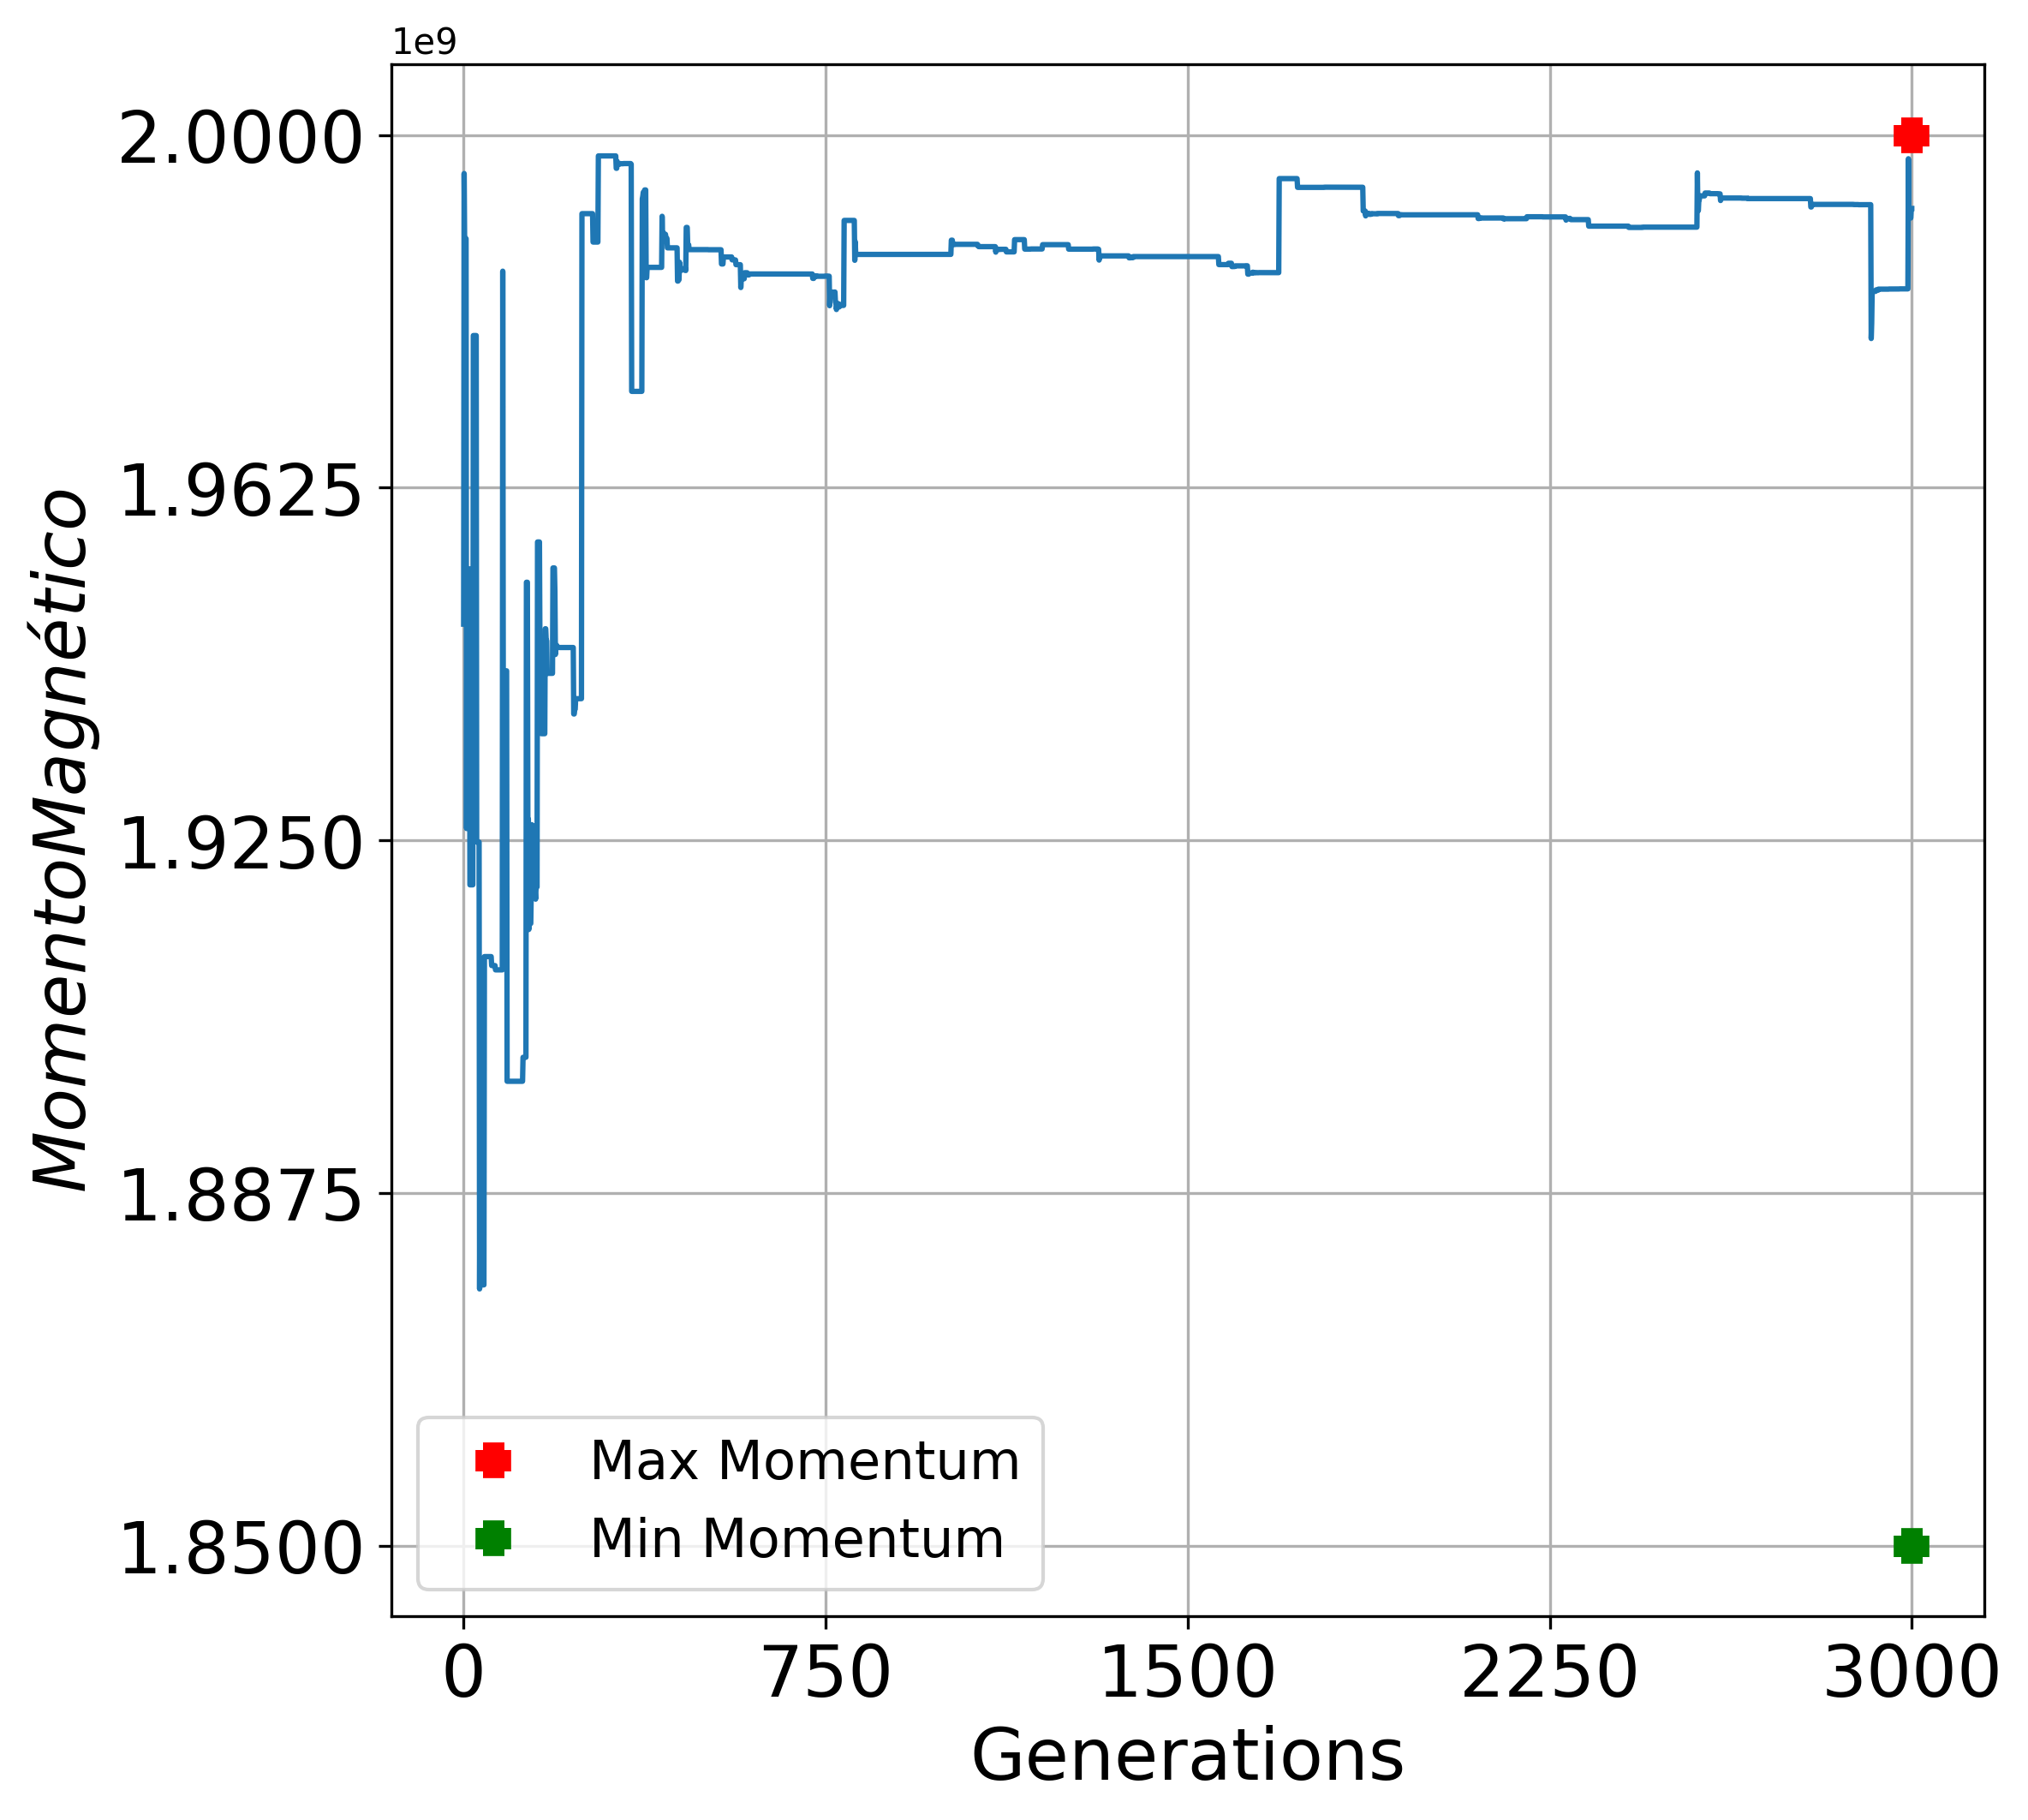 1e9
2.0000
1.9625
1.9250
1.8875
1.8500
MomentoMagnético
Max Momentum
Min Momentum
0 750 1500 2250 3000
Generations